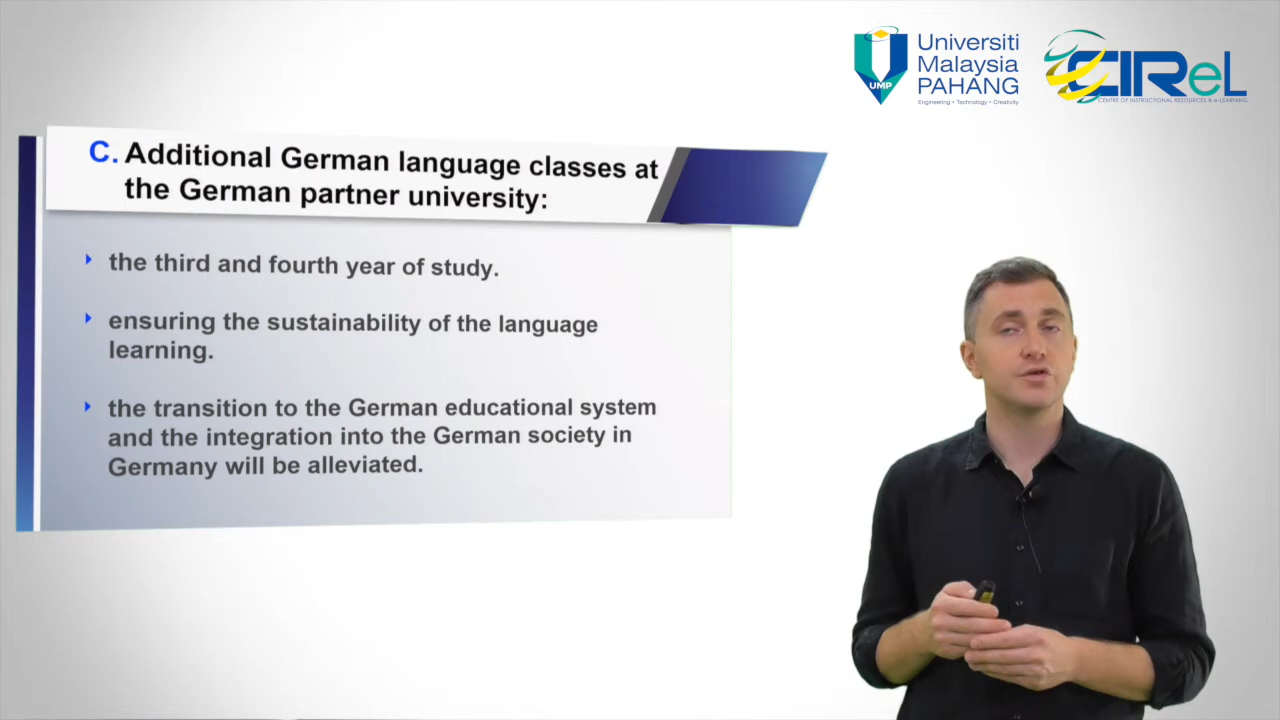 Universiti
Malaysia
PAHANG
Engineering • Technology • Creativity
UMP
CIReL
CENTRE OF INSTRUCTIONAL RESOURCES & e-LEARNING
C. Additional German language classes at
the German partner university:
the third and fourth year of study.
ensuring the sustainability of the language
learning.
the transition to the German educational system
and the integration into the German society in
Germany will be alleviated.